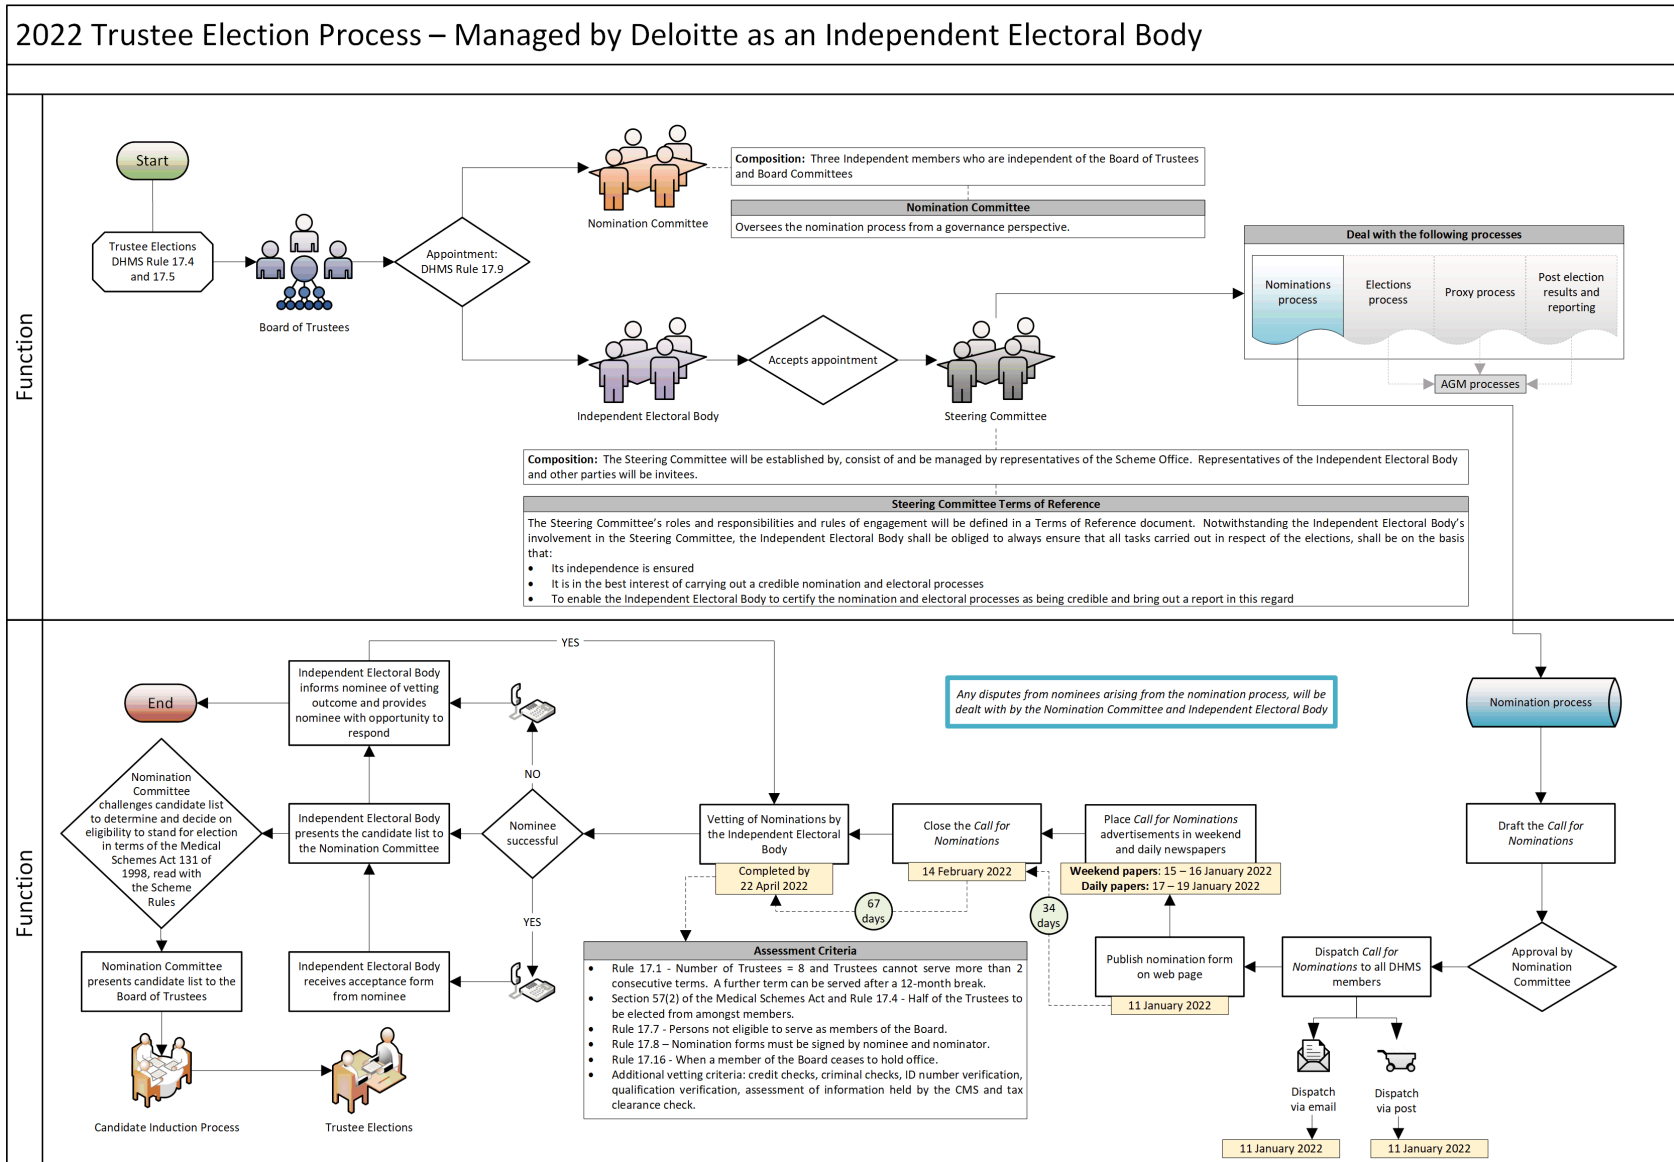 2022 Trustee Election Process – Managed by Deloitte as an Independent Electoral Body
Function
Start
Trustee Elections
DHMS Rule 17.4
and 17.5
Board of Trustees
Appointment:
DHMS Rule 17.9
Nomination Committee
Composition: Three Independent members who are independent of the Board of Trustees
and Board Committees
Nomination Committee
Oversees the nomination process from a governance perspective.
Independent Electoral Body
Accepts appointment
Steering Committee
Deal with the following processes
Nominations
process
Elections
process
Proxy process
Post election
results and
reporting
AGM processes
Composition: The Steering Committee will be established by, consist of and be managed by representatives of the Scheme Office. Representatives of the Independent Electoral Body
and other parties will be invitees.
Steering Committee Terms of Reference
The Steering Committee's roles and responsibilities and rules of engagement will be defined in a Terms of Reference document. Notwithstanding the Independent Electoral Body's
involvement in the Steering Committee, the Independent Electoral Body shall be obliged to always ensure that all tasks carried out in respect of the elections, shall be on the basis
that:
• Its independence is ensured
• It is in the best interest of carrying out a credible nomination and electoral processes
• To enable the Independent Electoral Body to certify the nomination and electoral processes as being credible and bring out a report in this regard
Function
Nomination process
Draft the Call for
Nominations
Approval by
Nomination
Committee
Dispatch Call for
Nominations to all DHMS
members
Dispatch
via email
11 January 2022
Dispatch
via post
11 January 2022
Publish nomination form
on web page
11 January 2022
34
days
Place Call for Nominations
advertisements in weekend
and daily newspapers
Weekend papers: 15 – 16 January 2022
Daily papers: 17 – 19 January 2022
Close the Call for
Nominations
14 February 2022
67
days
Vetting of Nominations by
the Independent Electoral
Body
Completed by
22 April 2022
Any disputes from nominees arising from the nomination process, will be
dealt with by the Nomination Committee and Independent Electoral Body
Assessment Criteria
• Rule 17.1 - Number of Trustees = 8 and Trustees cannot serve more than 2
consecutive terms. A further term can be served after a 12-month break.
• Section 57(2) of the Medical Schemes Act and Rule 17.4 - Half of the Trustees to
be elected from amongst members.
• Rule 17.7 - Persons not eligible to serve as members of the Board.
• Rule 17.8 – Nomination forms must be signed by nominee and nominator.
• Rule 17.16 - When a member of the Board ceases to hold office.
• Additional vetting criteria: credit checks, criminal checks, ID number verification,
qualification verification, assessment of information held by the CMS and tax
clearance check.
Nominee
successful
NO
YES
YES
Independent Electoral Body
informs nominee of vetting
outcome and provides
nominee with opportunity to
respond
End
Independent Electoral Body
receives acceptance form
from nominee
Independent Electoral Body
presents the candidate list to
the Nomination Committee
Nomination
Committee
challenges candidate list
to determine and decide on
eligibility to stand for election
in terms of the Medical
Schemes Act 131 of
1998, read with
the Scheme
Rules
Nomination Committee
presents candidate list to the
Board of Trustees
Candidate Induction Process
Trustee Elections